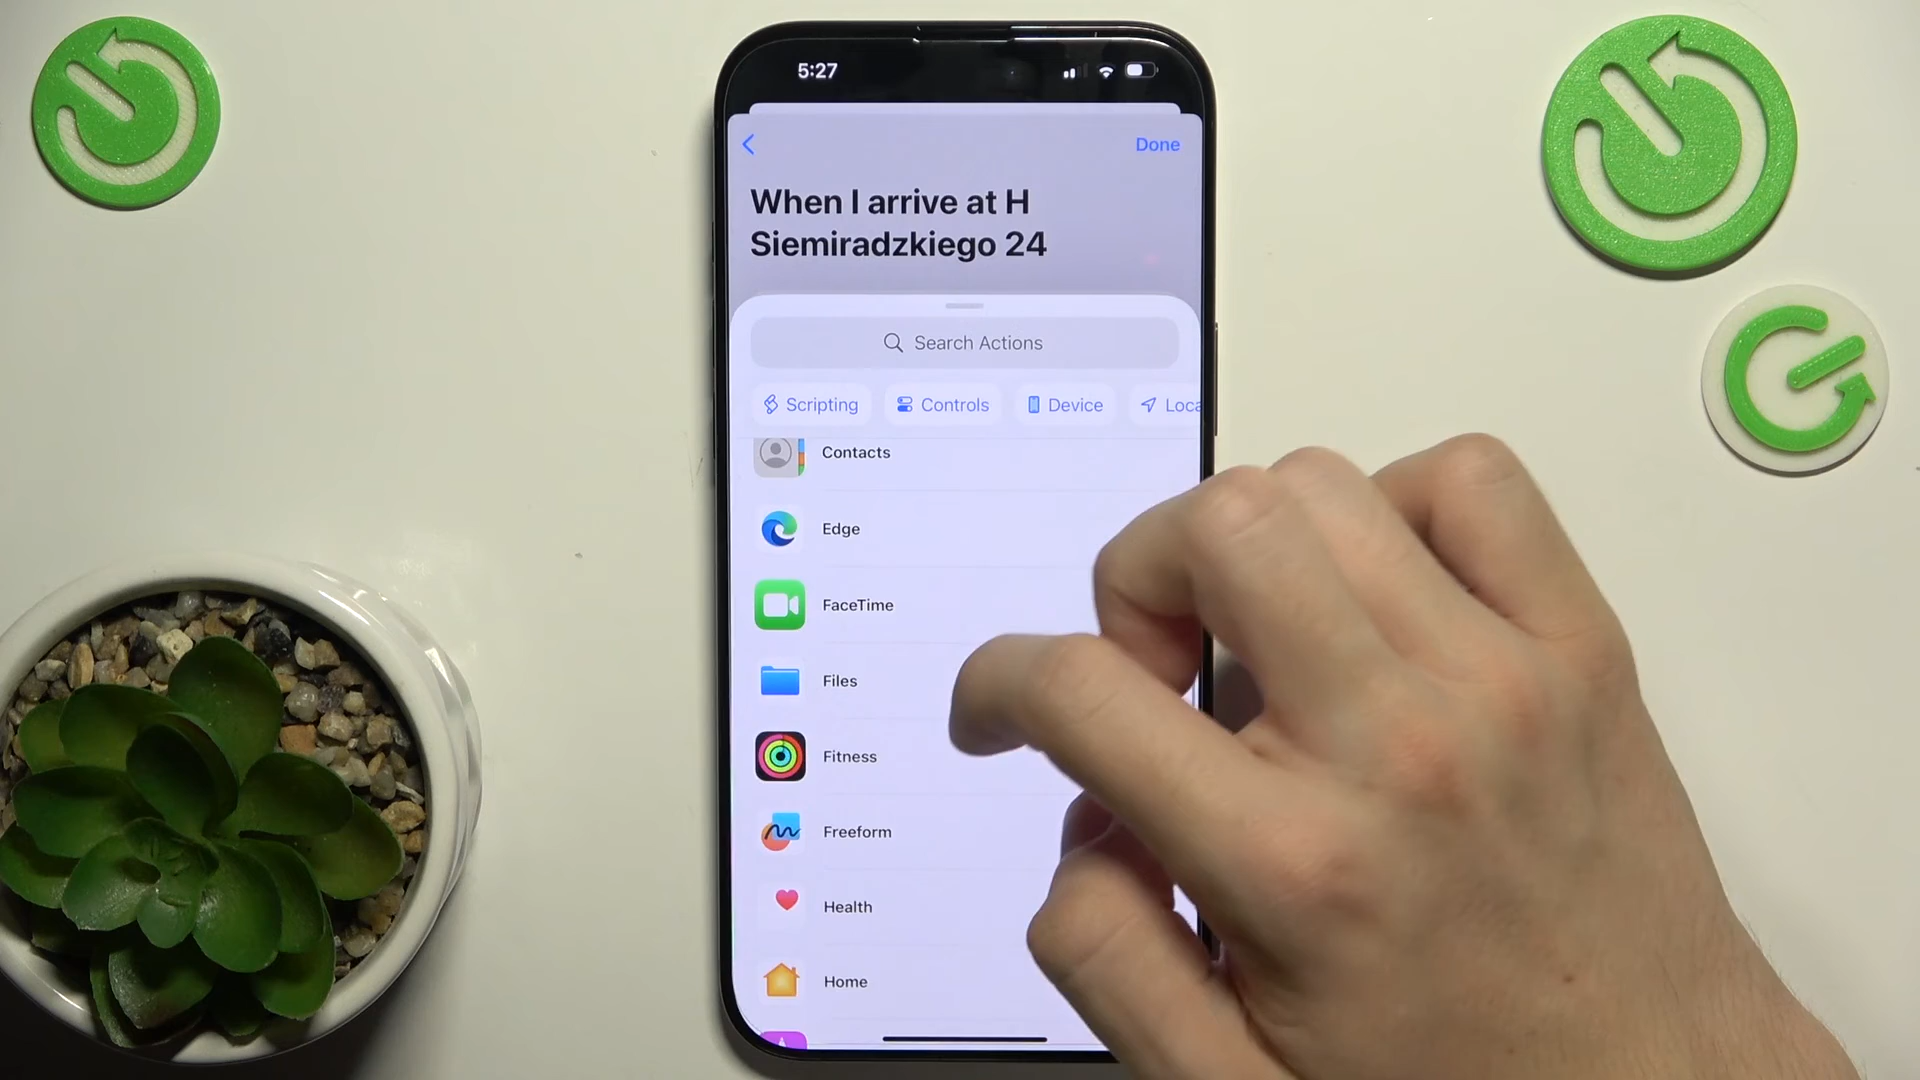 5:27
Done
When I arrive at H
Siemiradzkiego 24
Search Actions
Scripting
Controls
Device
Loca
Contacts
Edge
FaceTime
Files
Fitness
Freeform
Health
Home